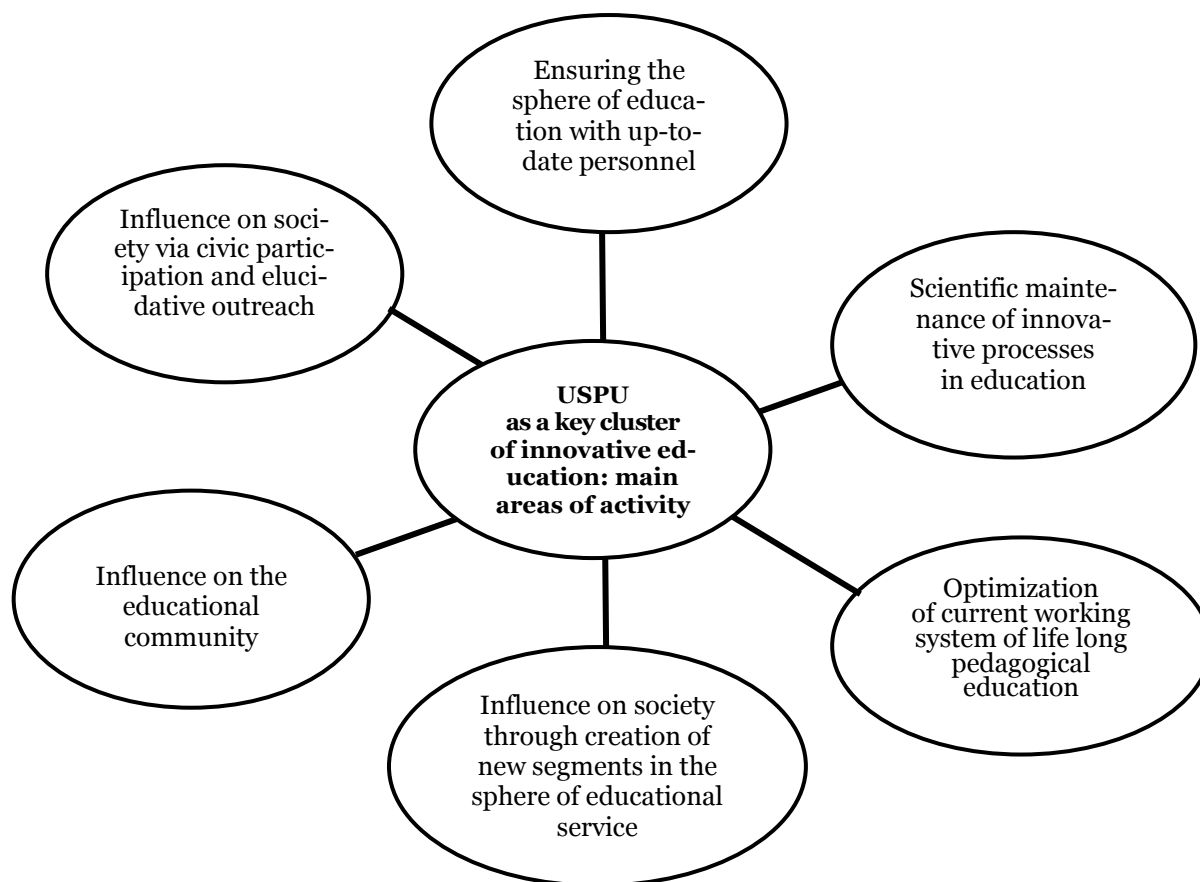 Ensuring the
sphere of educa-
tion with up-to-
date personnel
Influence on soci-
ety via civic partic-
ipation and eluci-
dative outreach
Scientific mainte-
nance of innova-
tive processes
in education
USPU
as a key cluster
of innovative ed-
ucation: main
areas of activity
Influence on the
educational
community
Optimization
of current working
system of life long
pedagogical
education
Influence on society
through creation of
new segments in the
sphere of educational
service